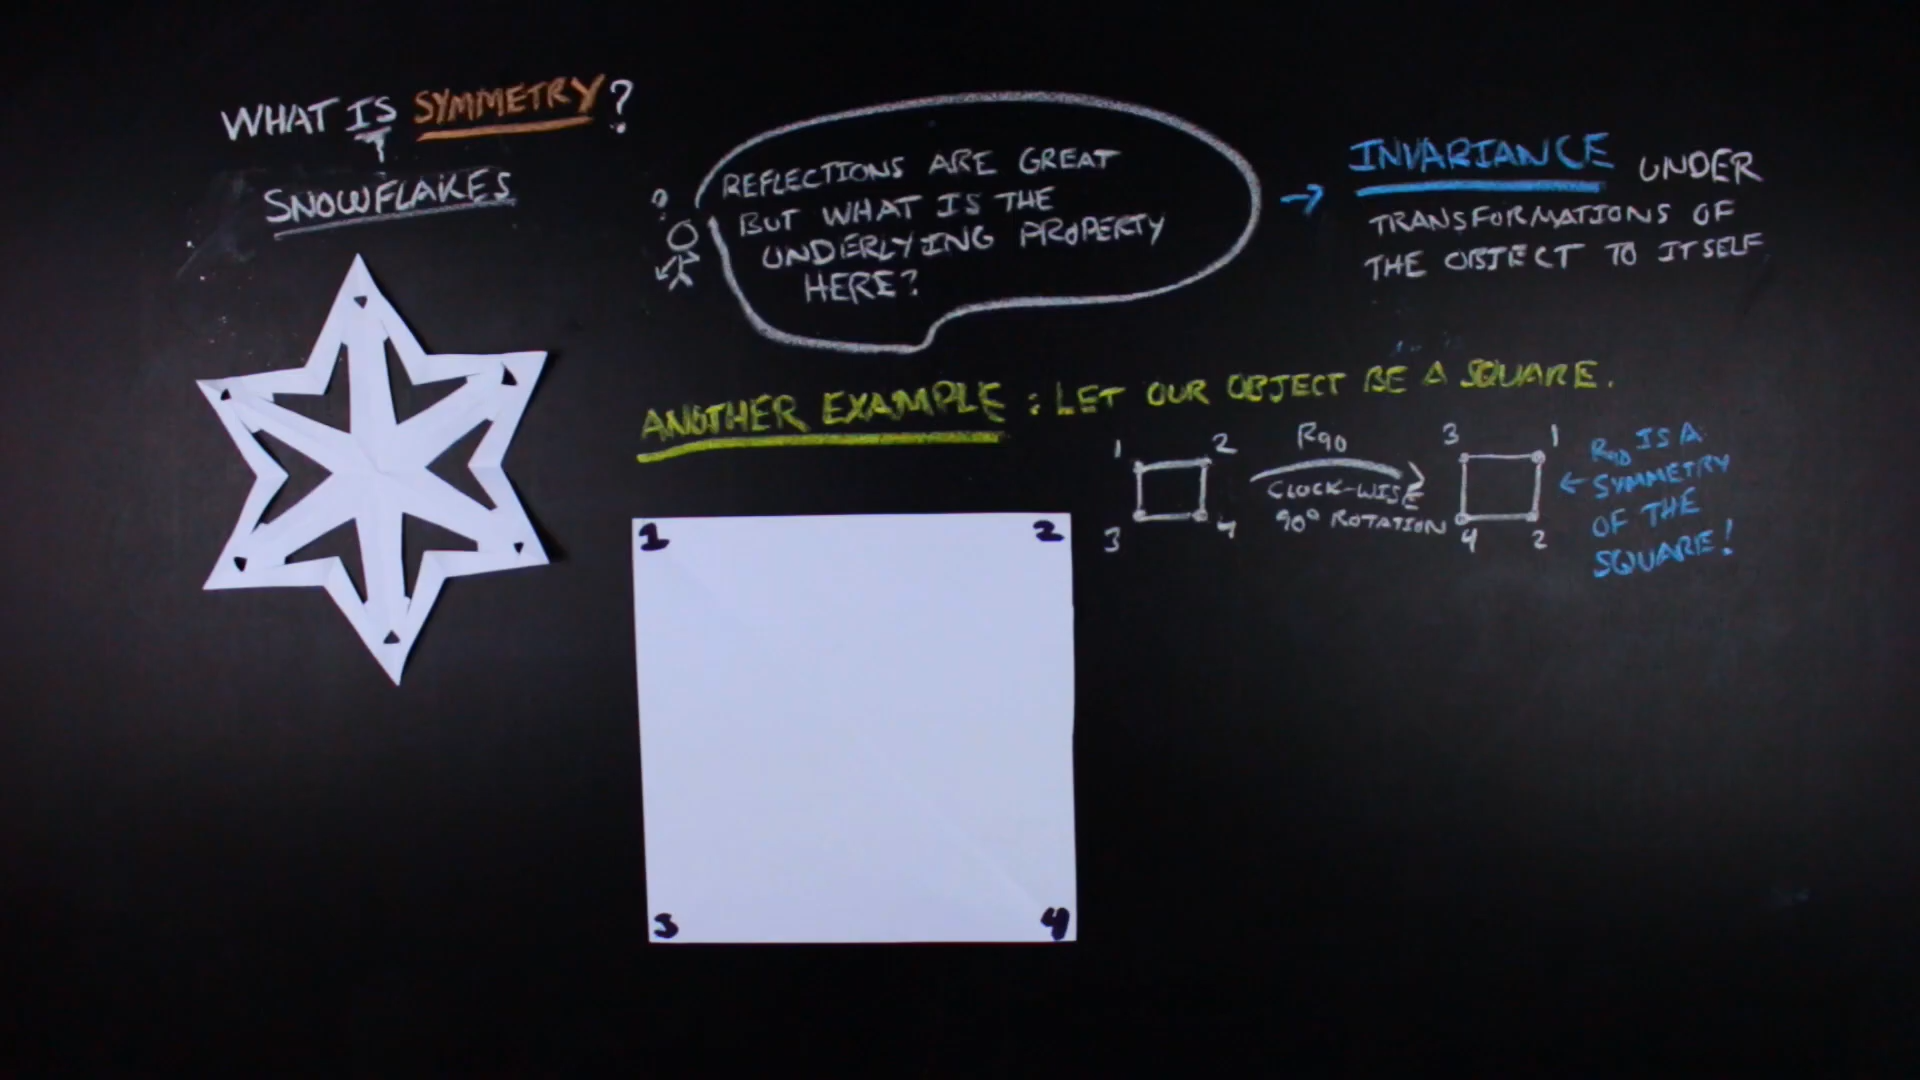 WHAT IS SYMMETRY?
SNOWFLAKES
?
REFLECTIONS ARE GREAT
BUT WHAT IS THE
UNDERLYING PROPERTY
HERE?
→ INVARIANCE UNDER
TRANSFORMATIONS OF
THE OBJECT TO ITSELF
ANOTHER EXAMPLE: LET OUR OBJECT BE A SQUARE.
1 2
3 4
R90
CLOCK-WISE
90° ROTATION
3 1
4 2
← R90 IS A
SYMMETRY
OF THE
SQUARE!
1 2
3 4